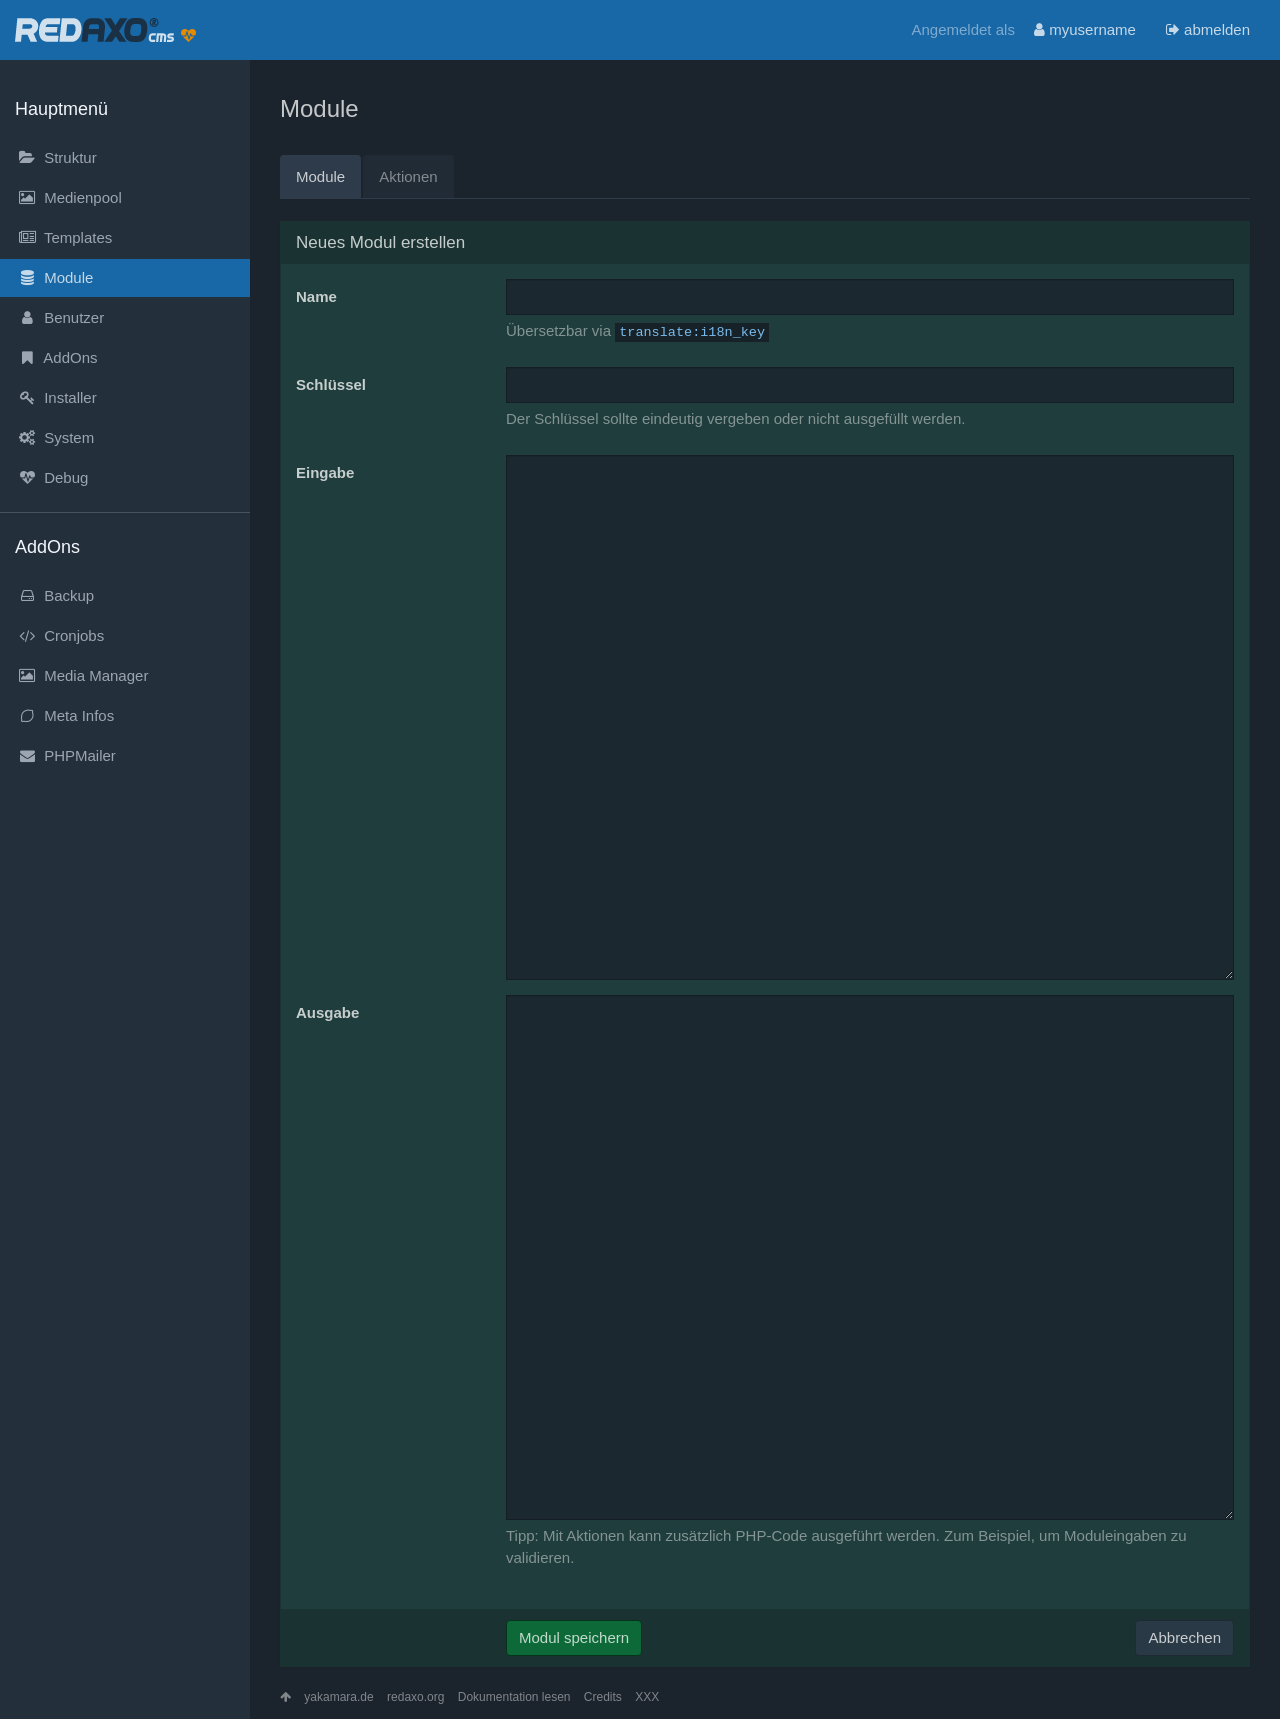 REDAXO® cms
Angemeldet als myusername abmelden
Hauptmenü
Struktur
Medienpool
Templates
Module
Benutzer
AddOns
Installer
System
Debug
AddOns
Backup
Cronjobs
Media Manager
Meta Infos
PHPMailer
Module
Module Aktionen
Neues Modul erstellen
Name
Übersetzbar via translate:i18n_key
Schlüssel
Der Schlüssel sollte eindeutig vergeben oder nicht ausgefüllt werden.
Eingabe
Ausgabe
Tipp: Mit Aktionen kann zusätzlich PHP-Code ausgeführt werden. Zum Beispiel, um Moduleingaben zu
validieren.
Modul speichern Abbrechen
yakamara.de redaxo.org Dokumentation lesen Credits XXX